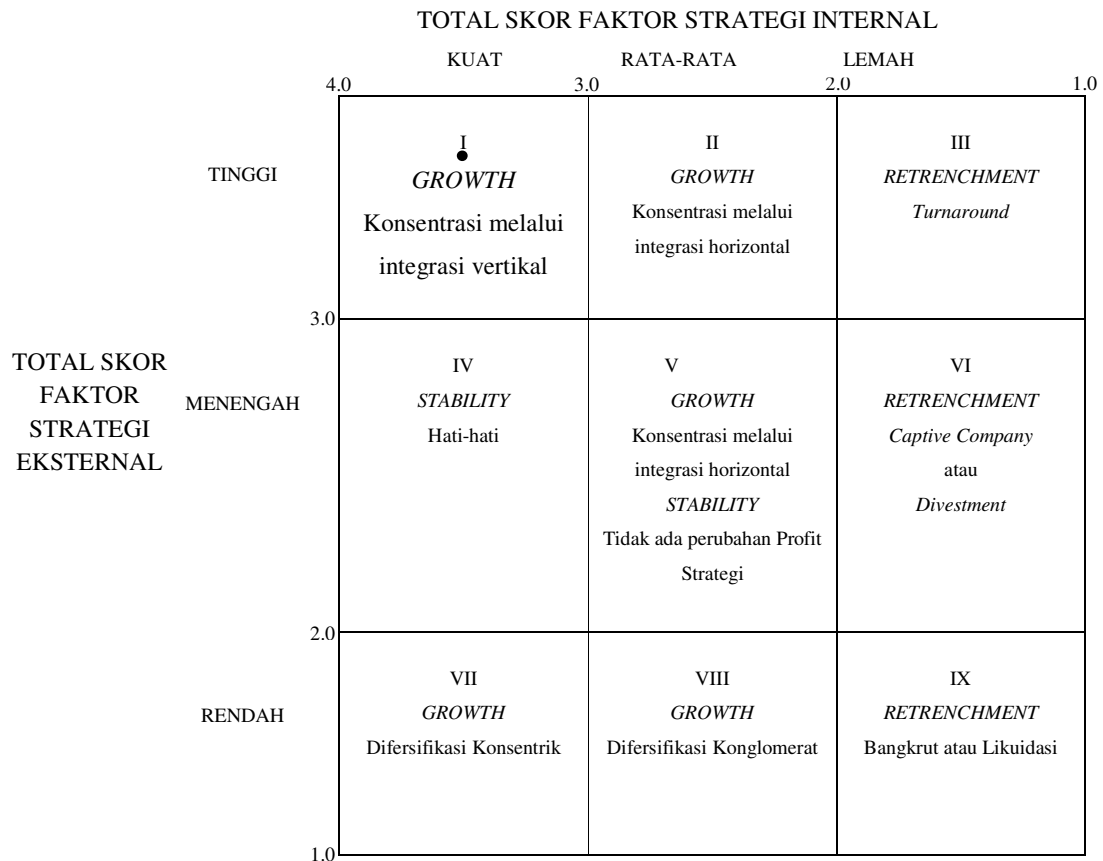 TOTAL SKOR FAKTOR STRATEGI INTERNAL
KUAT RATA-RATA LEMAH
4.0 3.0 2.0 1.0
TINGGI
I
GROWTH
Konsentrasi melalui
integrasi vertikal
II
GROWTH
Konsentrasi melalui
integrasi horizontal
III
RETRENCHMENT
Turnaround
3.0
TOTAL SKOR
FAKTOR
STRATEGI
EKSTERNAL
MENENGAH
IV
STABILITY
Hati-hati
V
GROWTH
Konsentrasi melalui
integrasi horizontal
STABILITY
Tidak ada perubahan Profit
Strategi
VI
RETRENCHMENT
Captive Company
atau
Divestment
2.0
RENDAH
VII
GROWTH
Difersifikasi Konsentrik
VIII
GROWTH
Difersifikasi Konglomerat
IX
RETRENCHMENT
Bangkrut atau Likuidasi
1.0